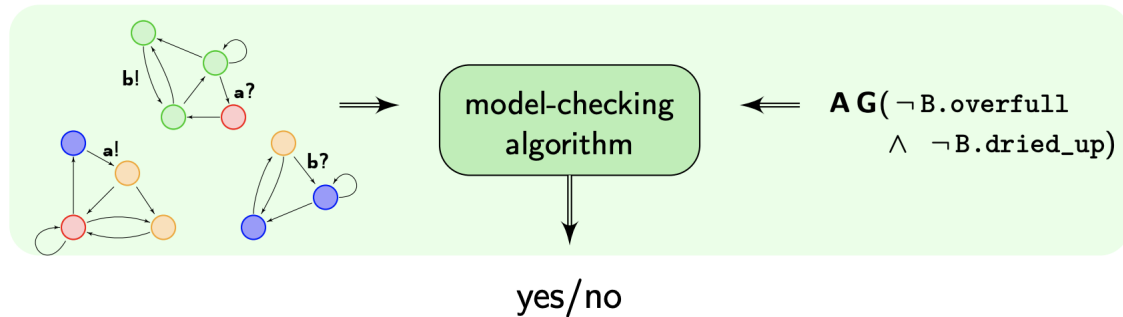 b!
a?
a!
b?
model-checking
algorithm
A G( ¬ B.overfull
∧ ¬ B.dried_up)
yes/no